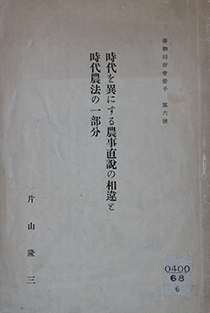 書物同好會冊子 第六號
時代を異にする農事直説の相違と
時代農法の一部分
片山隆三
0400
68
6